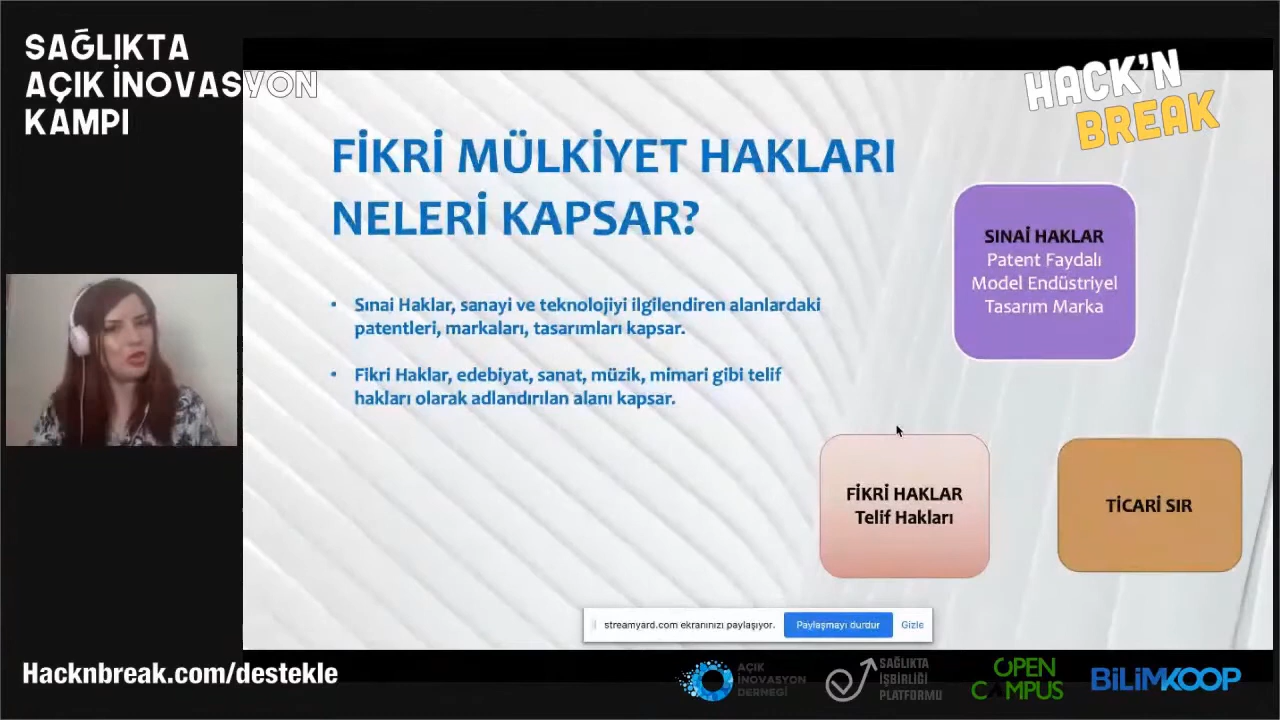 SAĞLIKTA
AÇIK İNOVASYON
KAMPI
HACK'N
BREAK
FİKRİ MÜLKİYET HAKLARI
NELERİ KAPSAR?
• Sınai Haklar, sanayi ve teknolojiyi ilgilendiren alanlardaki
patentleri, markaları, tasarımları kapsar.
• Fikri Haklar, edebiyat, sanat, müzik, mimari gibi telif
hakları olarak adlandırılan alanı kapsar.
SINAİ HAKLAR
Patent Faydalı
Model Endüstriyel
Tasarım Marka
FİKRİ HAKLAR
Telif Hakları
TİCARİ SIR
streamyard.com ekranınızı paylaşıyor.
Paylaşmayı durdur
Gizle
Hacknbreak.com/destekle
AÇIK
İNOVASYON
DERNEĞİ
SAĞLIKTA
İŞBİRLİĞİ
PLATFORMU
OPEN
CAMPUS
BİLİMKOOP